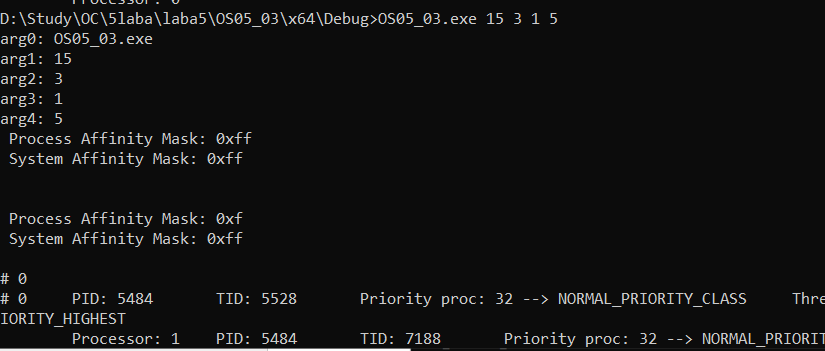 D:\Study\OC\5laba\laba5\OS05_03\x64\Debug>OS05_03.exe 15 3 1 5
arg0: OS05_03.exe
arg1: 15
arg2: 3
arg3: 1
arg4: 5
Process Affinity Mask: 0xff
System Affinity Mask: 0xff
Process Affinity Mask: 0xf
System Affinity Mask: 0xff
# 0
# 0 PID: 5484 TID: 5528 Priority proc: 32 --> NORMAL_PRIORITY_CLASS Thre
IORITY_HIGHEST
Processor: 1 PID: 5484 TID: 7188 Priority proc: 32 --> NORMAL_PRIORIT